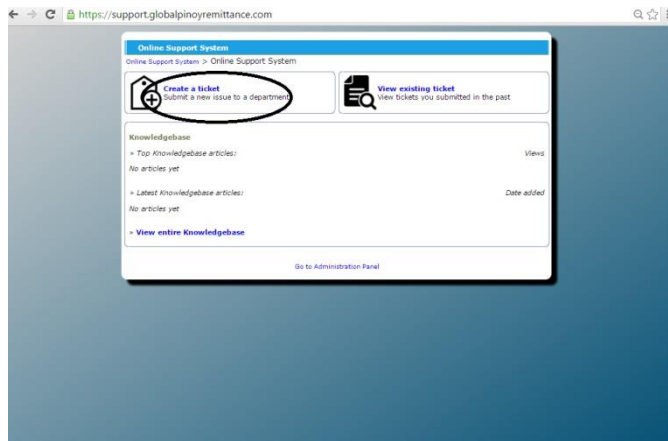 https://support.globalpinoyremittance.com
Online Support System
Online Support System > Online Support System
Create a ticket
Submit a new issue to a department
View existing ticket
View tickets you submitted in the past
Knowledgebase
» Top Knowledgebase articles: Views
No articles yet
» Latest Knowledgebase articles: Date added
No articles yet
» View entire Knowledgebase
Go to Administration Panel